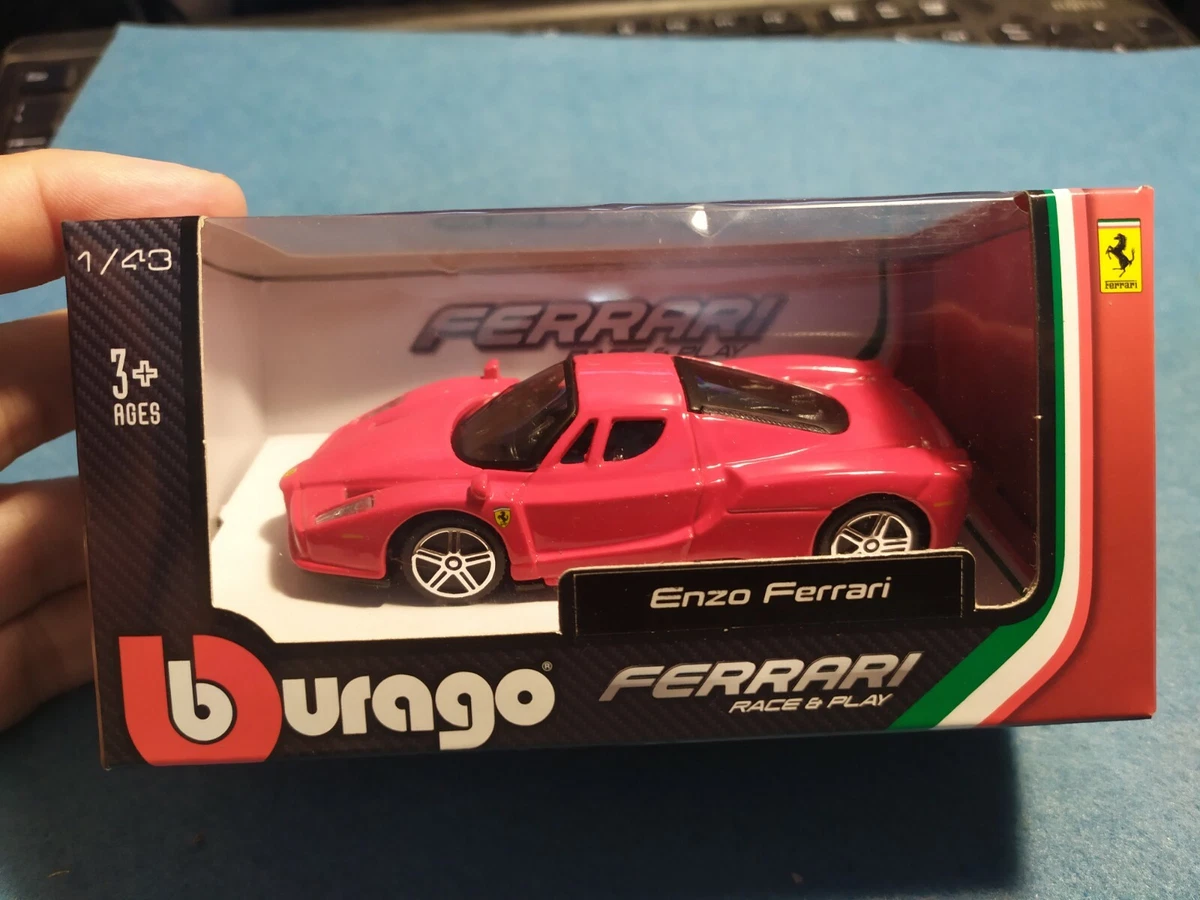 1/43
3+
AGES
Ferrari
FERRARI
Enzo Ferrari
burago®
FERRARI
RACE & PLAY